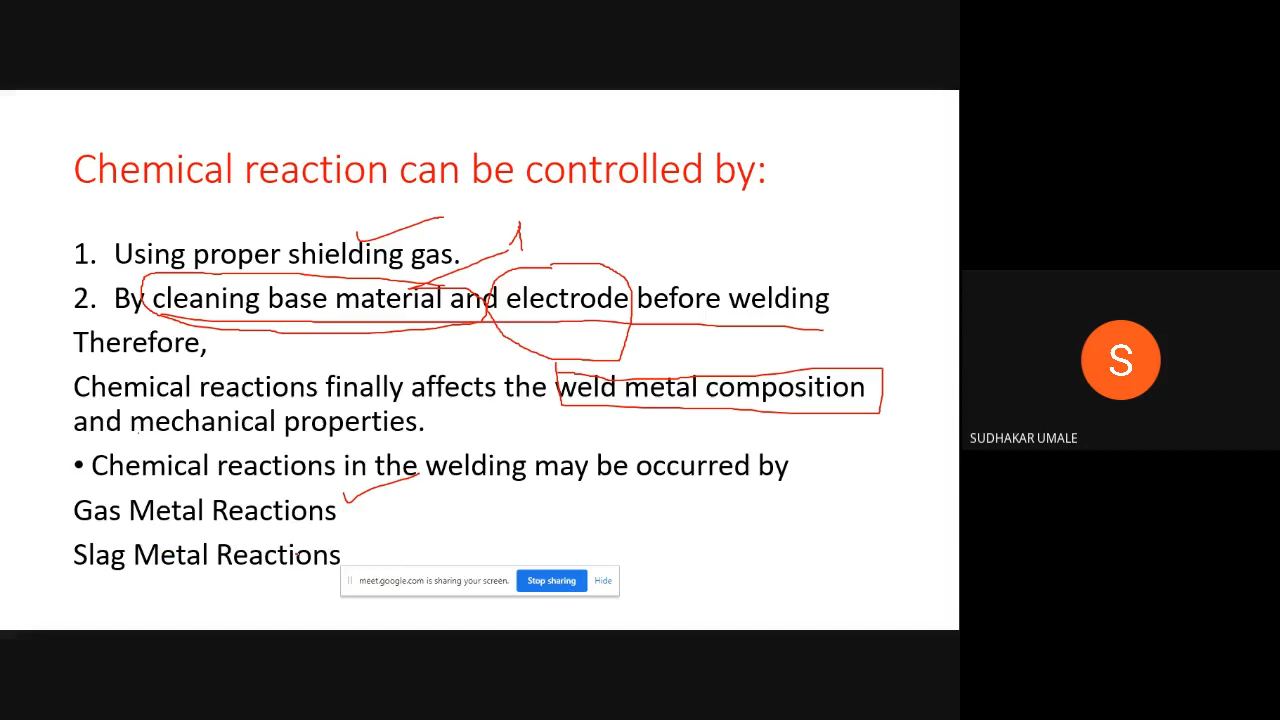 Chemical reaction can be controlled by:
1. Using proper shielding gas.
2. By cleaning base material and electrode before welding
Therefore,
Chemical reactions finally affects the weld metal composition
and mechanical properties.
• Chemical reactions in the welding may be occurred by
Gas Metal Reactions
Slag Metal Reactions
meet.google.com is sharing your screen. Stop sharing Hide
S
SUDHAKAR UMALE